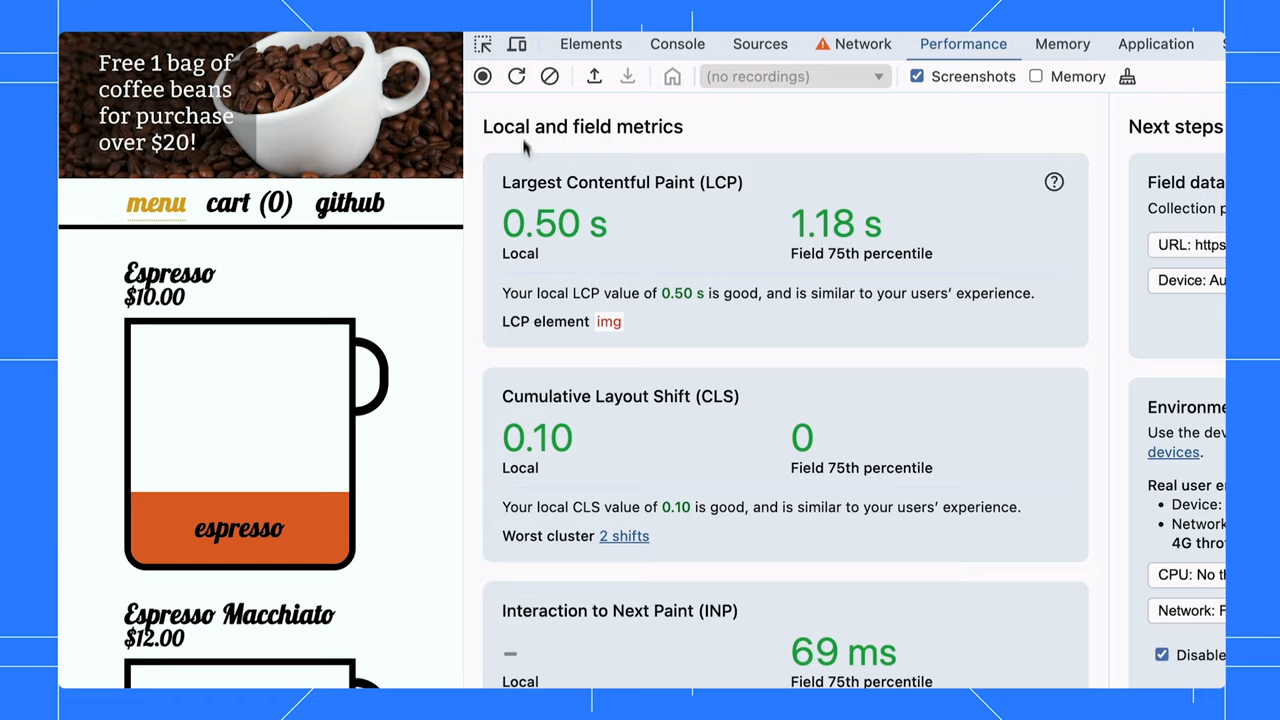 Free 1 bag of
coffee beans
for purchase
over $20!
menu cart (0) github
Espresso
$10.00
espresso
Espresso Macchiato
$12.00
Elements Console Sources Network Performance Memory Application
(no recordings) Screenshots Memory
Local and field metrics
Largest Contentful Paint (LCP)
0.50 s 1.18 s
Local Field 75th percentile
Your local LCP value of 0.50 s is good, and is similar to your users’ experience.
LCP element img
Cumulative Layout Shift (CLS)
0.10 0
Local Field 75th percentile
Your local CLS value of 0.10 is good, and is similar to your users’ experience.
Worst cluster 2 shifts
Interaction to Next Paint (INP)
– 69 ms
Local Field 75th percentile
Next steps
Field data
Collection p
URL: https
Device: Au
Environme
Use the dev
devices.
Real user e
• Device:
• Network
4G thro
CPU: No t
Network: F
Disable